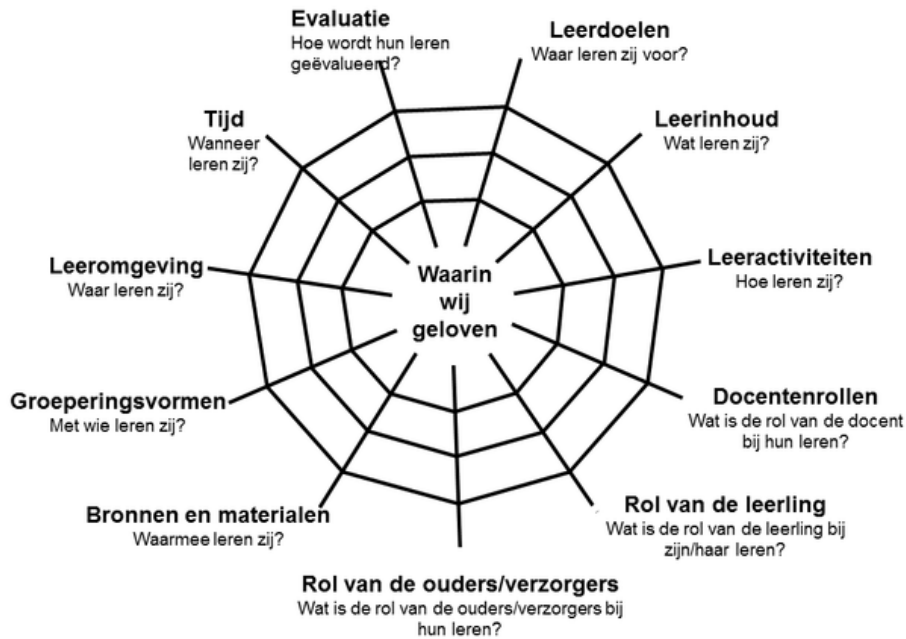 Evaluatie
Hoe wordt hun leren
geëvalueerd?
Leerdoelen
Waar leren zij voor?
Leerinhoud
Wat leren zij?
Leeractiviteiten
Hoe leren zij?
Docentenrollen
Wat is de rol van de docent
bij hun leren?
Rol van de leerling
Wat is de rol van de leerling bij
zijn/haar leren?
Rol van de ouders/verzorgers
Wat is de rol van de ouders/verzorgers bij
hun leren?
Bronnen en materialen
Waarmee leren zij?
Groeperingsvormen
Met wie leren zij?
Leeromgeving
Waar leren zij?
Tijd
Wanneer
leren zij?
Waarin
wij
geloven